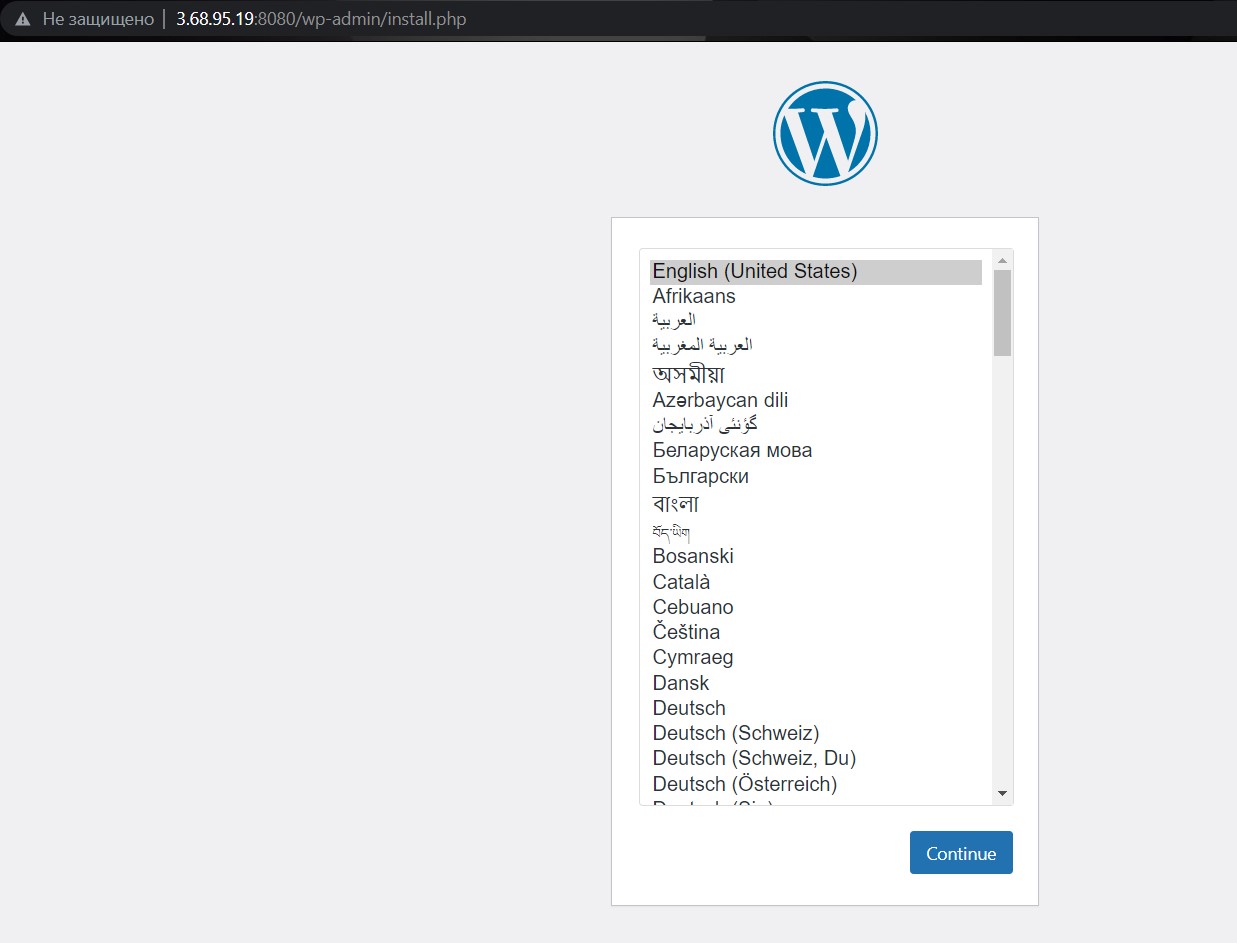 Не защищено | 3.68.95.19:8080/wp-admin/install.php
English (United States)
Afrikaans
العربية
العربية المغربية
অসমীয়া
Azərbaycan dili
گؤنئی آذربایجان
Беларуская мова
Български
বাংলা
བོད་ཡིག
Bosanski
Català
Cebuano
Čeština
Cymraeg
Dansk
Deutsch
Deutsch (Schweiz)
Deutsch (Schweiz, Du)
Deutsch (Österreich)
Continue